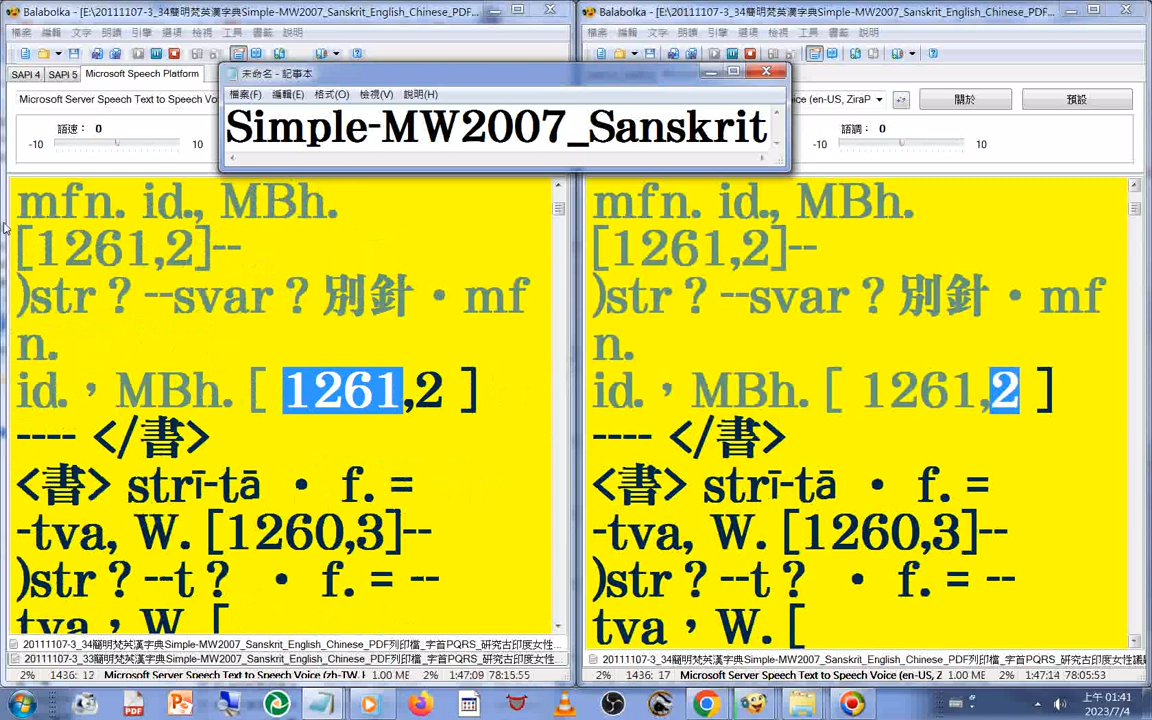 Balabolka - [E:\20111107-3_34簡明梵英漢字典Simple-MW2007_Sanskrit_English_Chinese_PDF...
檔案 編輯 文字 朗讀 引擎 選項 檢視 工具 書籤 說明
SAPI 4 SAPI 5 Microsoft Speech Platform
Microsoft Server Speech Text to Speech Vo
語速： 0
-10 10
mfn. id., MBh.
[1261,2]--
)str？--svar？別針・mf
n.
id.，MBh. [ 1261,2 ]
---- </書>
<書> strī-tā ・ f. =
-tva, W. [1260,3]--
)str？--t？ ・ f. = --
tva，W. [
20111107-3_34簡明梵英漢字典Simple-MW2007_Sanskrit_English_Chinese_PDF列印檔_字首PQRS_研究古印度女性...
20111107-3_33簡明梵英漢字典Simple-MW2007_Sanskrit_English_Chinese_PDF列印檔_字首PQRS_研究古印度女性...
2% 1436: 12 Microsoft Server Speech Text to Speech Voice (zh-TW, 1.00 ME 2% 1:47:09 78:15.55
未命名 - 記事本
檔案(F) 編輯(E) 格式(O) 檢視(V) 說明(H)
Simple-MW2007_Sanskrit
Balabolka - [E:\20111107-3_34簡明梵英漢字典Simple-MW2007_Sanskrit_English_Chinese_PDF...
檔案 編輯 文字 朗讀 引擎 選項 檢視 工具 書籤 說明
ice (en-US, ZiraP 關於 預設
語調： 0
-10 10
mfn. id., MBh.
[1261,2]--
)str？--svar？別針・mf
n.
id.，MBh. [ 1261,2 ]
---- </書>
<書> strī-tā ・ f. =
-tva, W. [1260,3]--
)str？--t？ ・ f. = --
tva，W. [
20111107-3_34簡明梵英漢字典Simple-MW2007_Sanskrit_English_Chinese_PDF列印檔_字首PQRS_研究古印度女性議
2% 1436: 17 Microsoft Server Speech Text to Speech Voice (en-US, Z 1.00 ME 2% 1:47:14 78:05.53
PDF
上午 01:41
2023/7/4